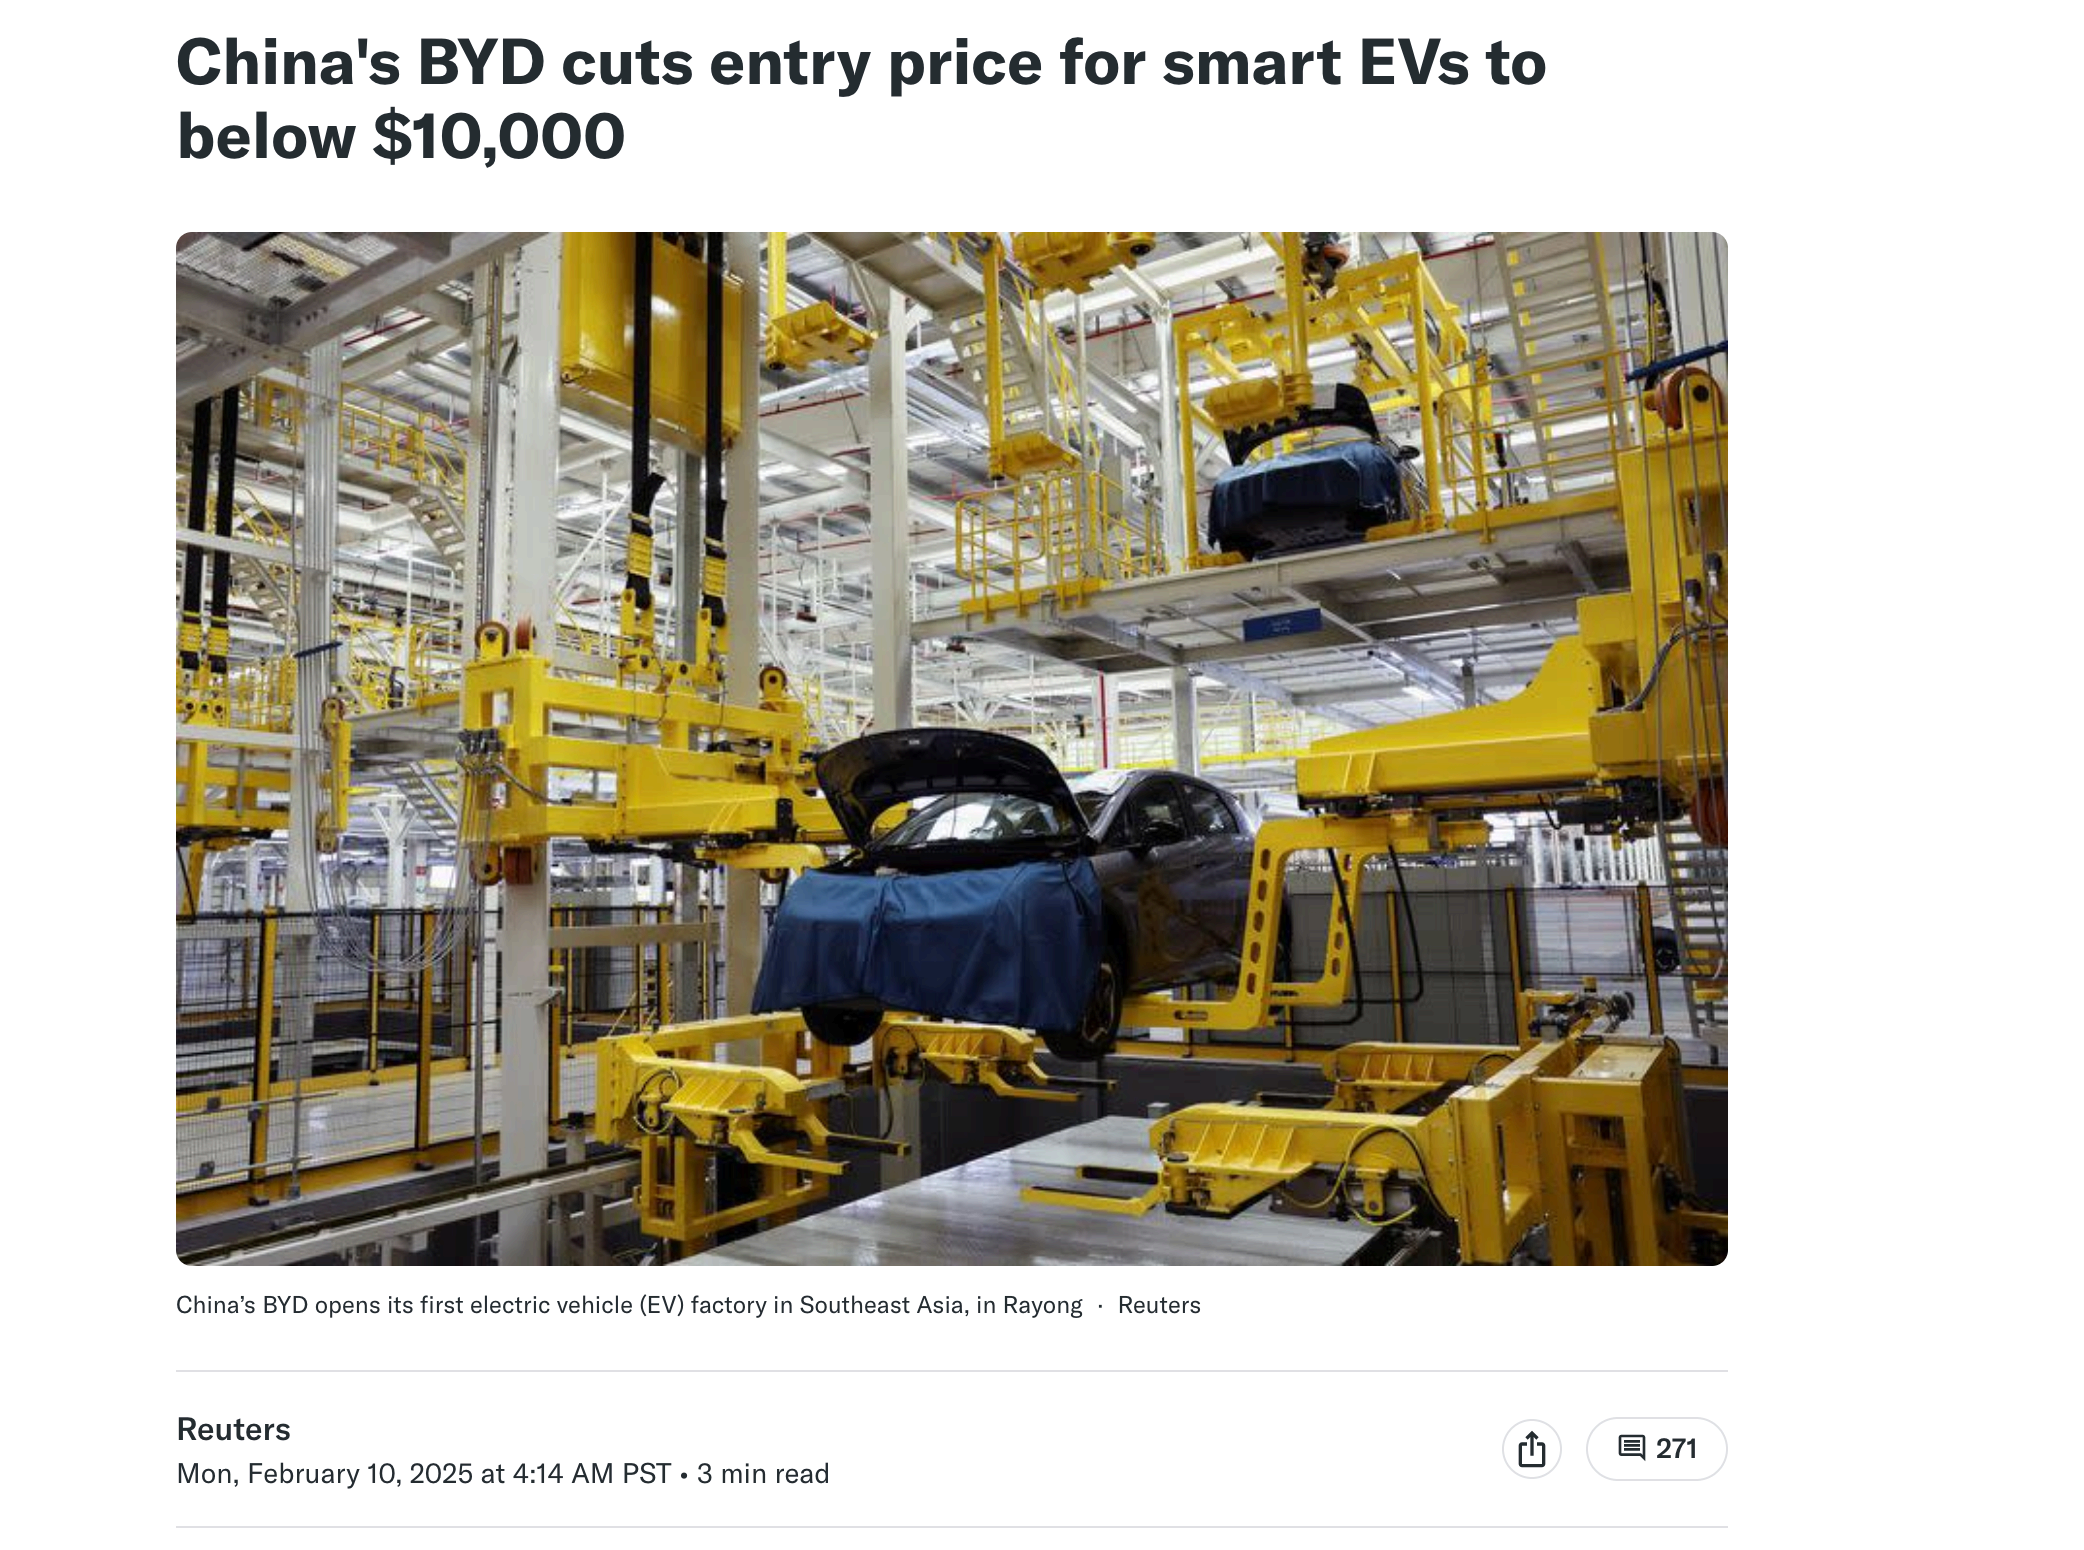 China's BYD cuts entry price for smart EVs to
below $10,000
China’s BYD opens its first electric vehicle (EV) factory in Southeast Asia, in Rayong · Reuters
Reuters
Mon, February 10, 2025 at 4:14 AM PST • 3 min read
271